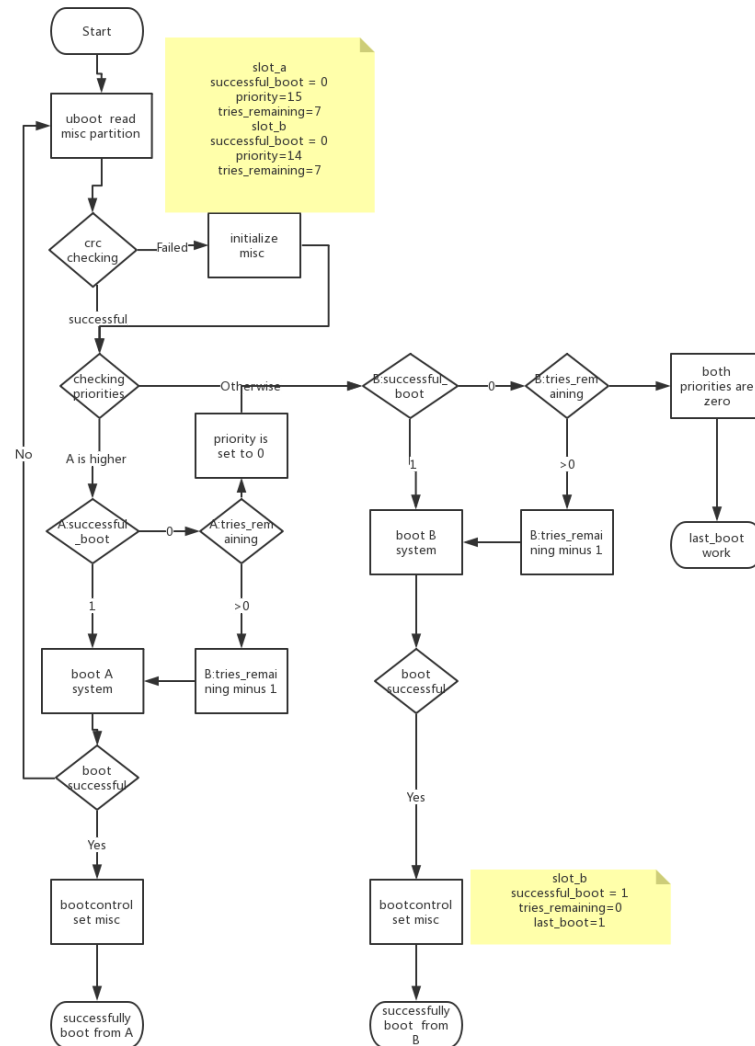 Start
uboot read
misc partition
slot_a
successful_boot = 0
priority=15
tries_remaining=7
slot_b
successful_boot = 0
priority=14
tries_remaining=7
crc
checking
Failed
initialize
misc
successful
checking
priorities
Otherwise
B:successful_
boot
0
B:tries_rem
aining
both
priorities are
zero
No
A is higher
priority is
set to 0
1
>0
A:successful
_boot
0
A:tries_rem
aining
boot B
system
B:tries_remai
ning minus 1
last_boot
work
1
>0
boot A
system
B:tries_remai
ning minus 1
boot
successful
boot
successful
Yes
Yes
bootcontrol
set misc
bootcontrol
set misc
slot_b
successful_boot = 1
tries_remaining=0
last_boot=1
successfully
boot from A
successfully
boot from
B